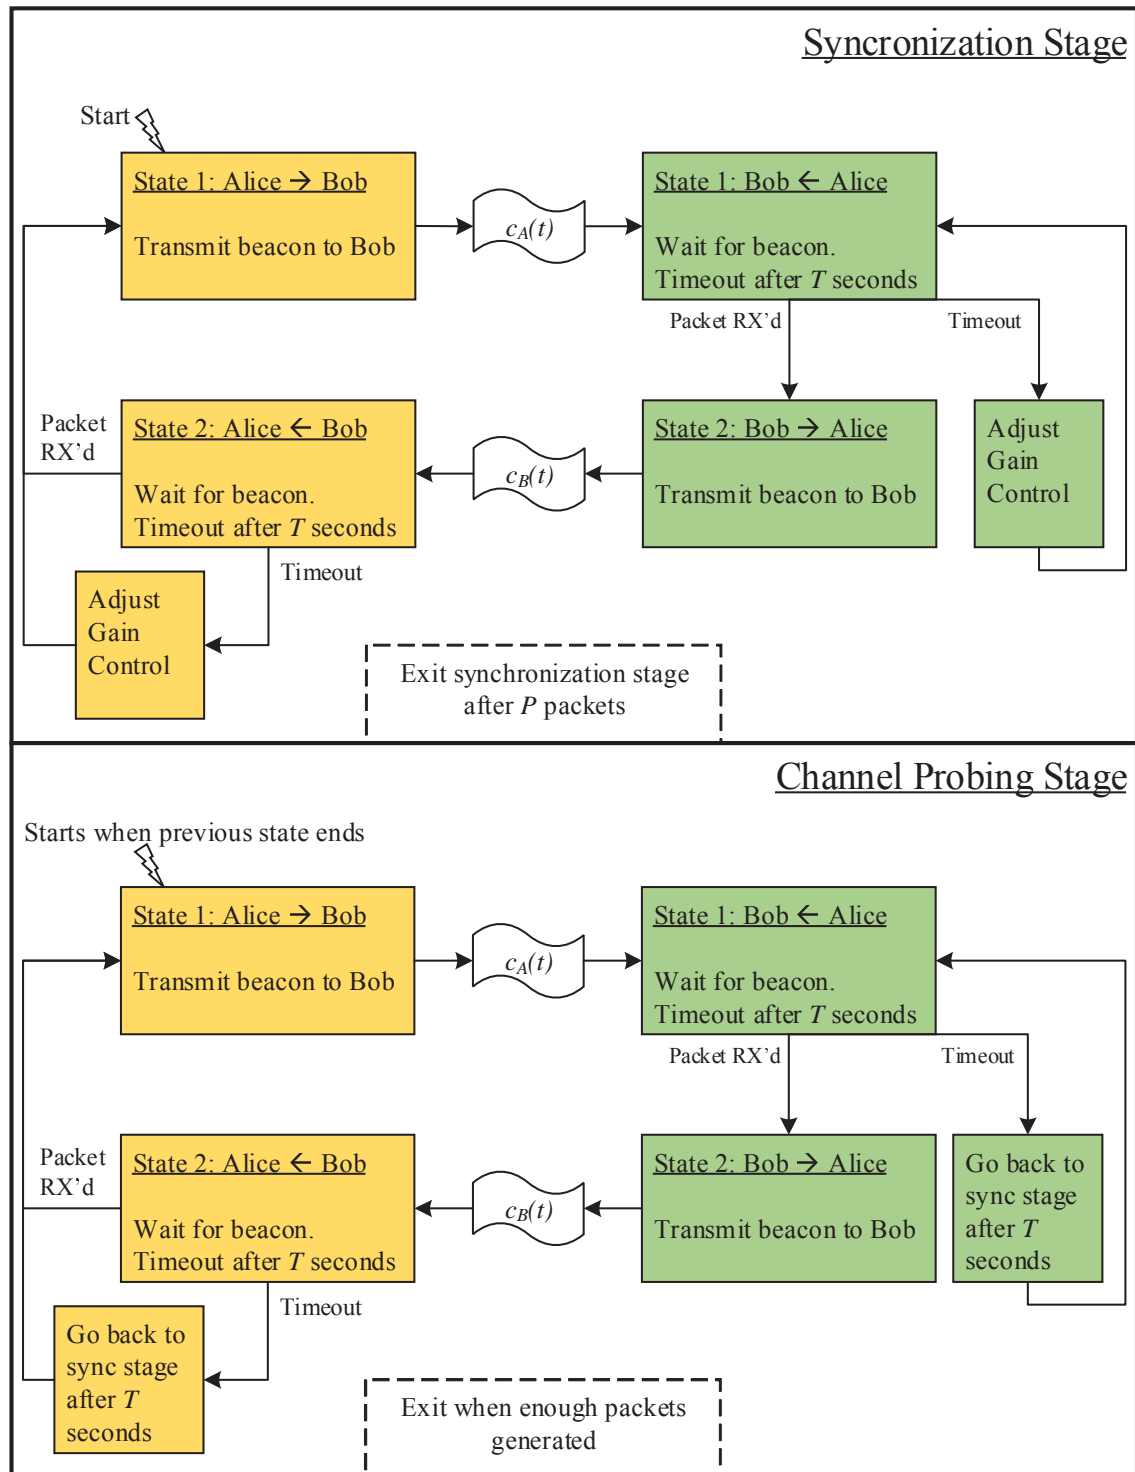 Syncronization Stage
Start
State 1: Alice → Bob
Transmit beacon to Bob
c_A(t)
State 1: Bob ← Alice
Wait for beacon.
Timeout after T seconds
Packet RX'd
Timeout
Packet
RX'd
State 2: Alice ← Bob
Wait for beacon.
Timeout after T seconds
c_B(t)
State 2: Bob → Alice
Transmit beacon to Bob
Adjust
Gain
Control
Timeout
Adjust
Gain
Control
Exit synchronization stage
after P packets
Channel Probing Stage
Starts when previous state ends
State 1: Alice → Bob
Transmit beacon to Bob
c_A(t)
State 1: Bob ← Alice
Wait for beacon.
Timeout after T seconds
Packet RX'd
Timeout
Packet
RX'd
State 2: Alice ← Bob
Wait for beacon.
Timeout after T seconds
c_B(t)
State 2: Bob → Alice
Transmit beacon to Bob
Go back to
sync stage
after T
seconds
Timeout
Go back to
sync stage
after T
seconds
Exit when enough packets
generated